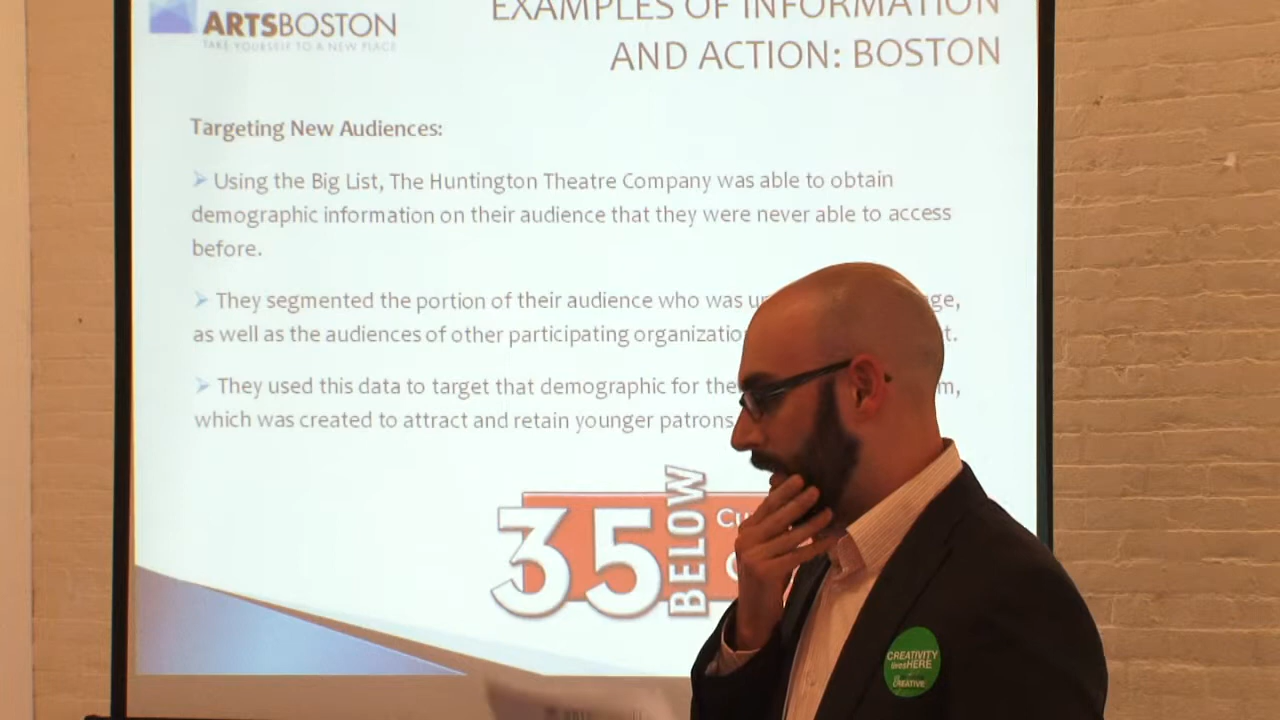 ARTSBOSTON
TAKE YOURSELF TO A NEW PLACE
EXAMPLES OF INFORMATION
AND ACTION: BOSTON
Targeting New Audiences:
Using the Big List, The Huntington Theatre Company was able to obtain
demographic information on their audience that they were never able to access
before.
They segmented the portion of their audience who was
as well as the audiences of other participating
They used this data to target that demographic for
which was created to attract and retain younger patrons
35 BELOW
CREATIVITY
livesHERE
CREATIVE